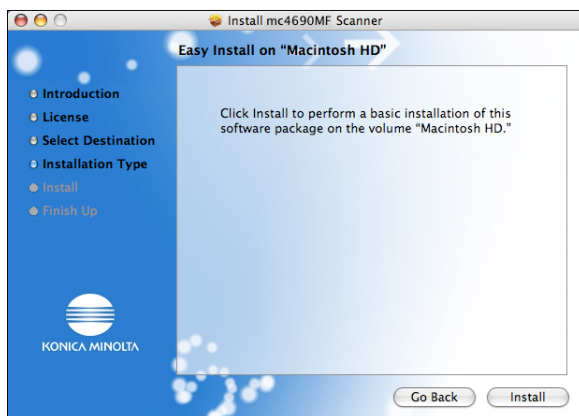 Install mc4690MF Scanner
Easy Install on “Macintosh HD”
Introduction
License
Select Destination
Installation Type
Install
Finish Up
Click Install to perform a basic installation of this
software package on the volume “Macintosh HD.”
KONICA MINOLTA
Go Back
Install